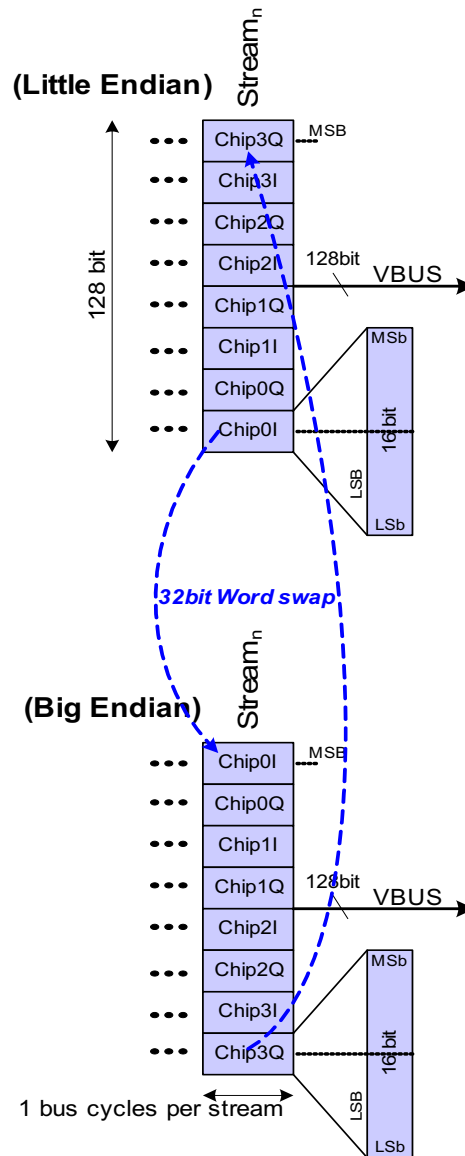 Stream n
(Little Endian)
Chip3Q
MSB
Chip3I
Chip2Q
Chip2I
128bit
VBUS
128 bit
Chip1Q
Chip1I
MSb
Chip0Q
Chip0I
16 bit
LSB
LSb
32bit Word swap
Stream n
(Big Endian)
Chip0I
MSB
Chip0Q
Chip1I
Chip1Q
128bit
VBUS
Chip2I
Chip2Q
MSb
Chip3I
Chip3Q
16 bit
1 bus cycles per stream
LSB
LSb